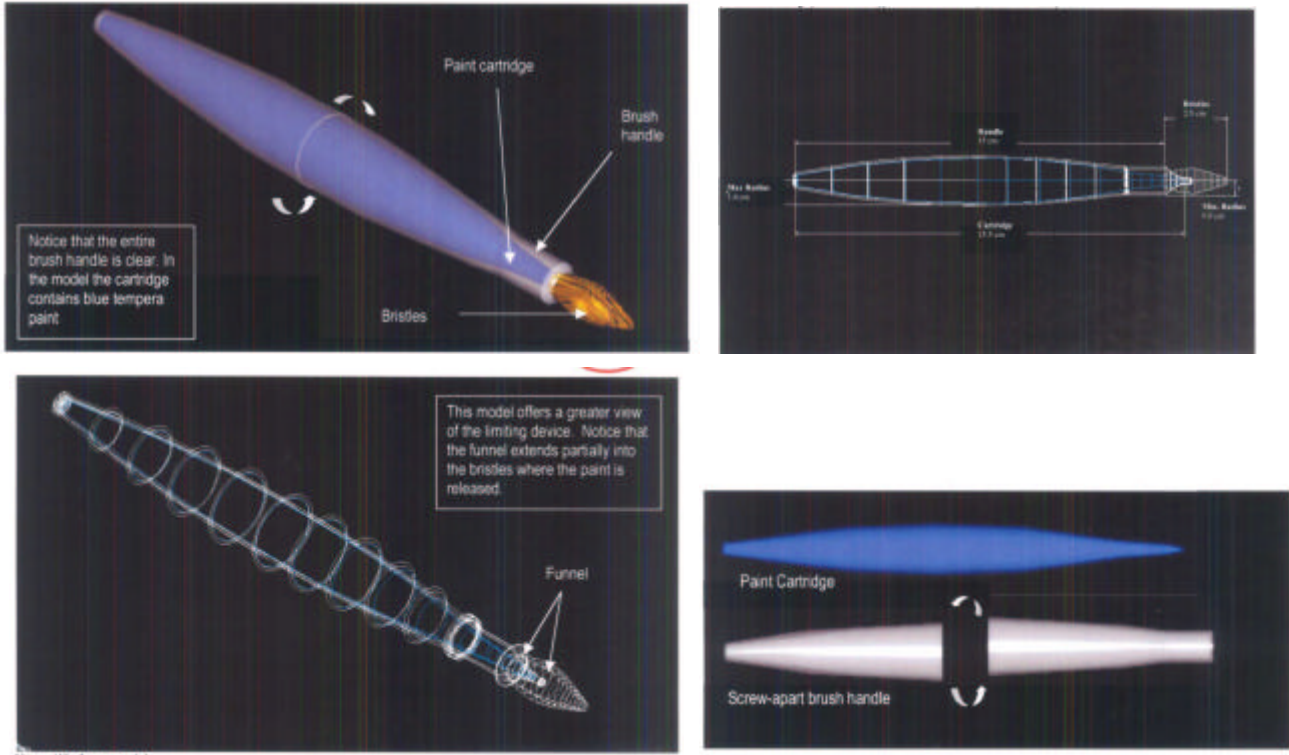 Paint cartridge
Brush
handle
Notice that the entire
brush handle is clear. In
the model the cartridge
contains blue tempera
paint
Bristles
Bristles
2.5 cm
Handle
Max Radius
Min. Radius
Cartridge
This model offers a greater view
of the limiting device. Notice that
the funnel extends partially into
the bristles where the paint is
released.
Funnel
Paint Cartridge
Screw-apart brush handle